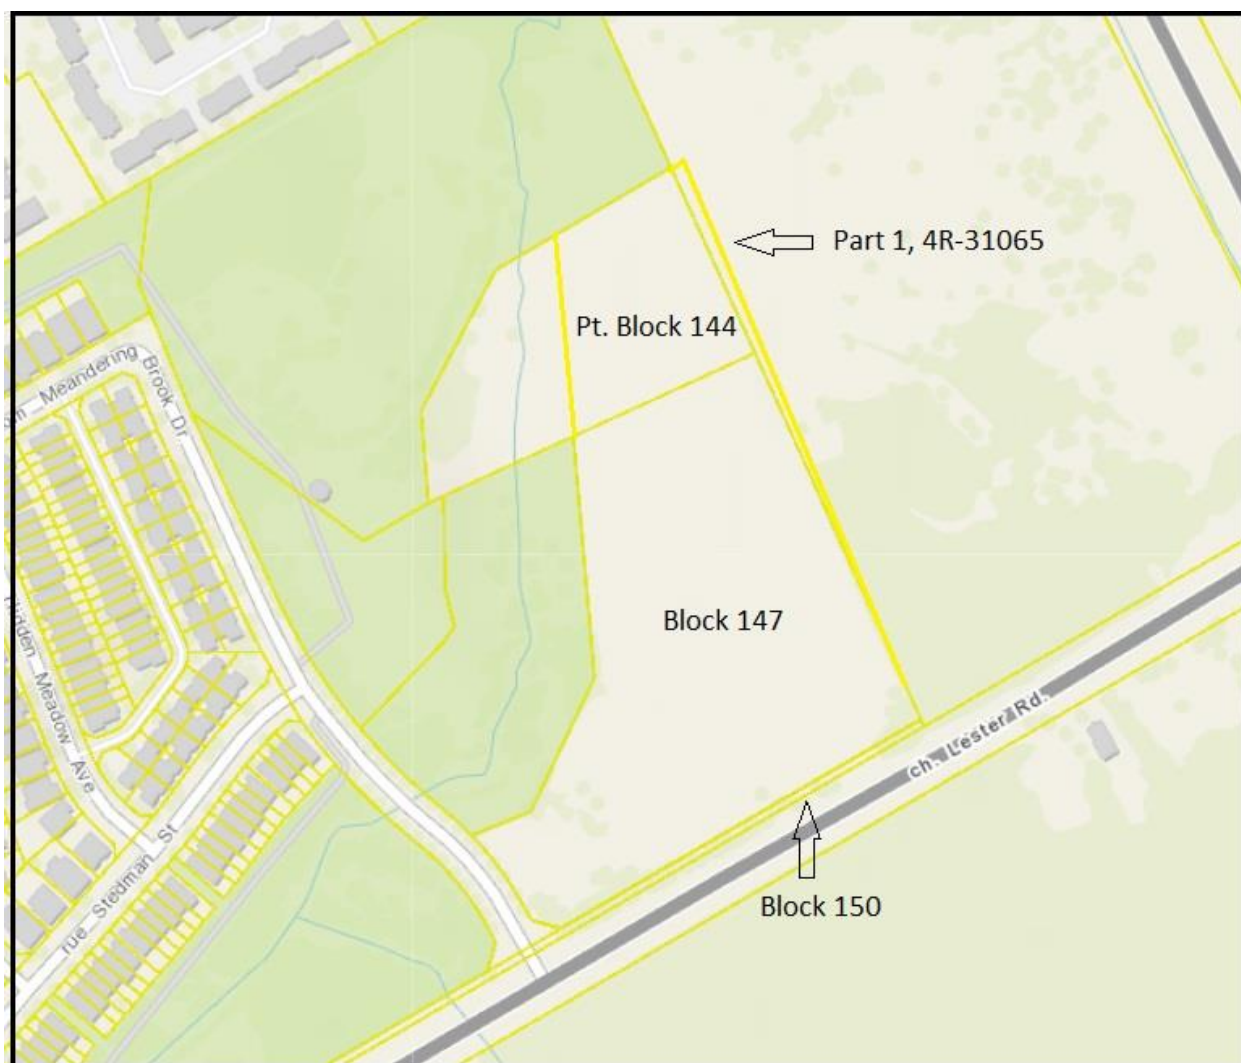 Part 1, 4R-31065
Pt. Block 144
Meandering
Brook Dr
Block 147
Meadow Ave
ch. Lester Rd.
rue Stedman St
Block 150